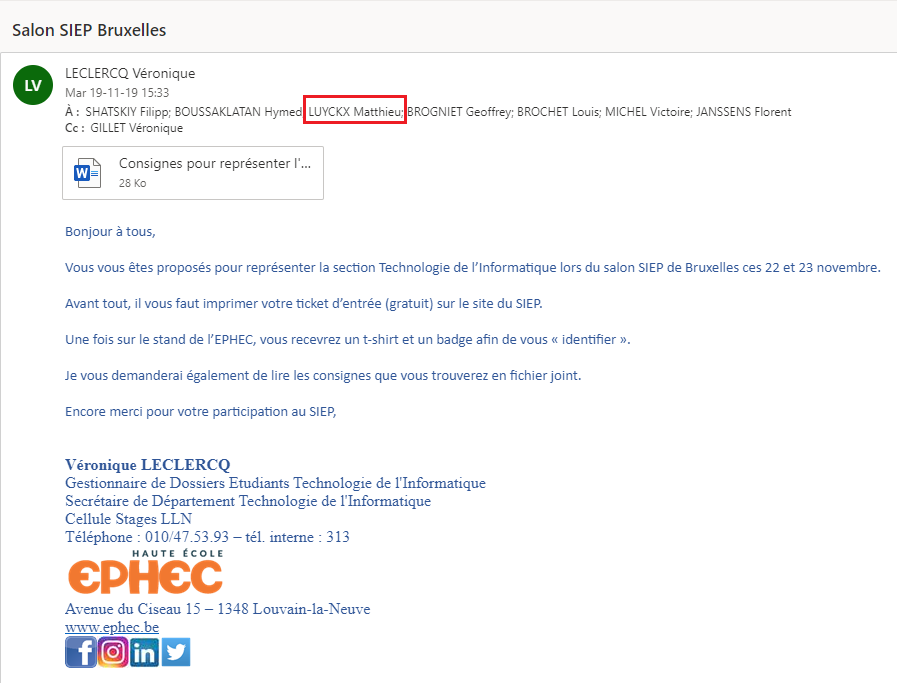 Salon SIEP Bruxelles
LV
LECLERCQ Véronique
Mar 19-11-19 15:33
À : SHATSKIY Filipp; BOUSSAKLATAN Hymed; LUYCKX Matthieu; BROGNIET Geoffrey; BROCHET Louis; MICHEL Victoire; JANSSENS Florent
Cc : GILLET Véronique
W
Consignes pour représenter l'...
28 Ko
Bonjour à tous,
Vous vous êtes proposés pour représenter la section Technologie de l'Informatique lors du salon SIEP de Bruxelles ces 22 et 23 novembre.
Avant tout, il vous faut imprimer votre ticket d'entrée (gratuit) sur le site du SIEP.
Une fois sur le stand de l'EPHEC, vous recevrez un t-shirt et un badge afin de vous « identifier ».
Je vous demanderai également de lire les consignes que vous trouverez en fichier joint.
Encore merci pour votre participation au SIEP,
Véronique LECLERCQ
Gestionnaire de Dossiers Etudiants Technologie de l'Informatique
Secrétaire de Département Technologie de l'Informatique
Cellule Stages LLN
Téléphone : 010/47.53.93 – tél. interne : 313
HAUTE ÉCOLE
EPHEC
Avenue du Ciseau 15 – 1348 Louvain-la-Neuve
www.ephec.be
f in